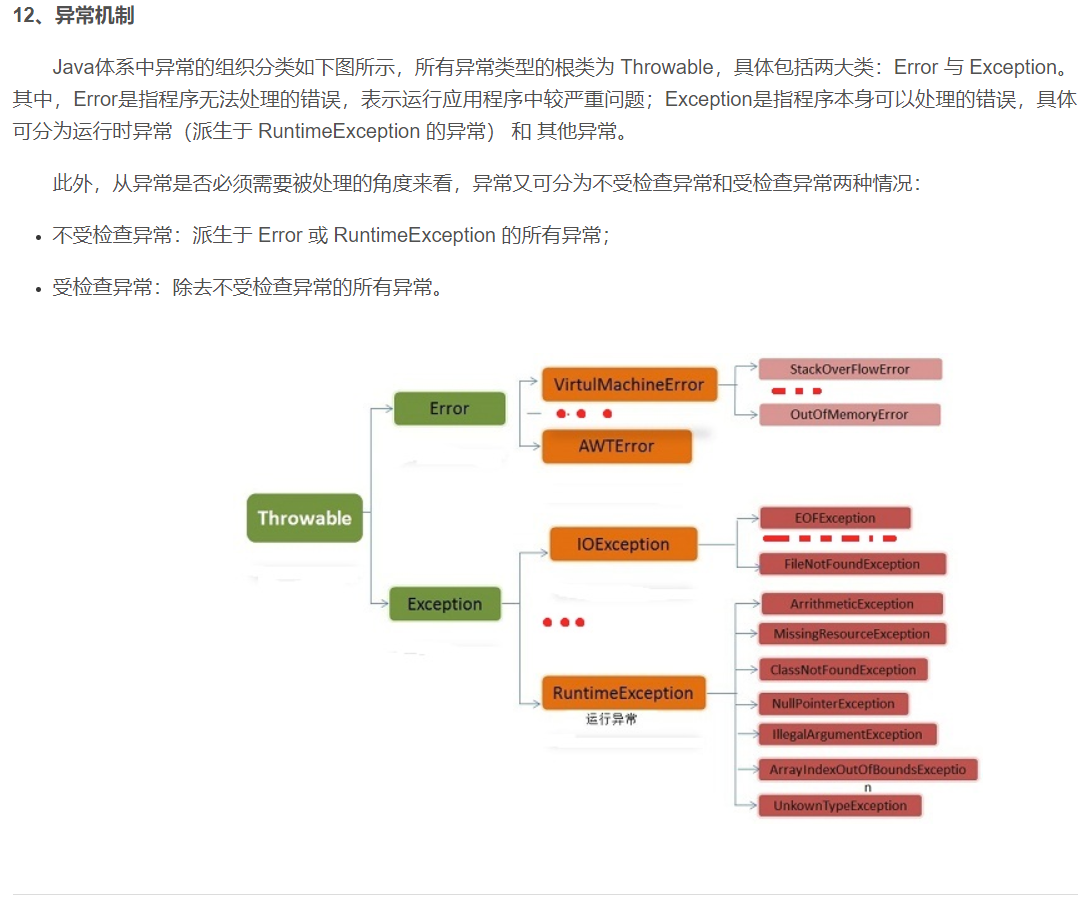 12、异常机制
Java体系中异常的组织分类如下图所示，所有异常类型的根类为 Throwable，具体包括两大类：Error 与 Exception。
其中，Error是指程序无法处理的错误，表示运行应用程序中较严重问题；Exception是指程序本身可以处理的错误，具体
可分为运行时异常（派生于 RuntimeException 的异常） 和 其他异常。
此外，从异常是否必须需要被处理的角度来看，异常又可分为不受检查异常和受检查异常两种情况：
• 不受检查异常：派生于 Error 或 RuntimeException 的所有异常；
• 受检查异常：除去不受检查异常的所有异常。
Throwable
Error
VirtulMachineError
StackOverFlowError
OutOfMemoryError
AWTError
Exception
IOException
EOFException
FileNotFoundException
RuntimeException
运行异常
ArrithmeticException
MissingResourceException
ClassNotFoundException
NullPointerException
IllegalArgumentException
ArrayIndexOutOfBoundsExceptio
n
UnkownTypeException